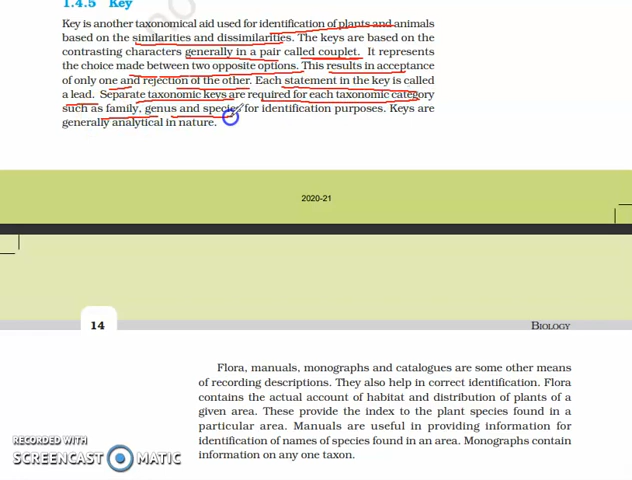 1.4.5 Key
Key is another taxonomical aid used for identification of plants and animals
based on the similarities and dissimilarities. The keys are based on the
contrasting characters generally in a pair called couplet. It represents
the choice made between two opposite options. This results in acceptance
of only one and rejection of the other. Each statement in the key is called
a lead. Separate taxonomic keys are required for each taxonomic category
such as family, genus and species for identification purposes. Keys are
generally analytical in nature.
2020-21
14
BIOLOGY
Flora, manuals, monographs and catalogues are some other means
of recording descriptions. They also help in correct identification. Flora
contains the actual account of habitat and distribution of plants of a
given area. These provide the index to the plant species found in a
particular area. Manuals are useful in providing information for
identification of names of species found in an area. Monographs contain
information on any one taxon.
RECORDED WITH
SCREENCAST MATIC